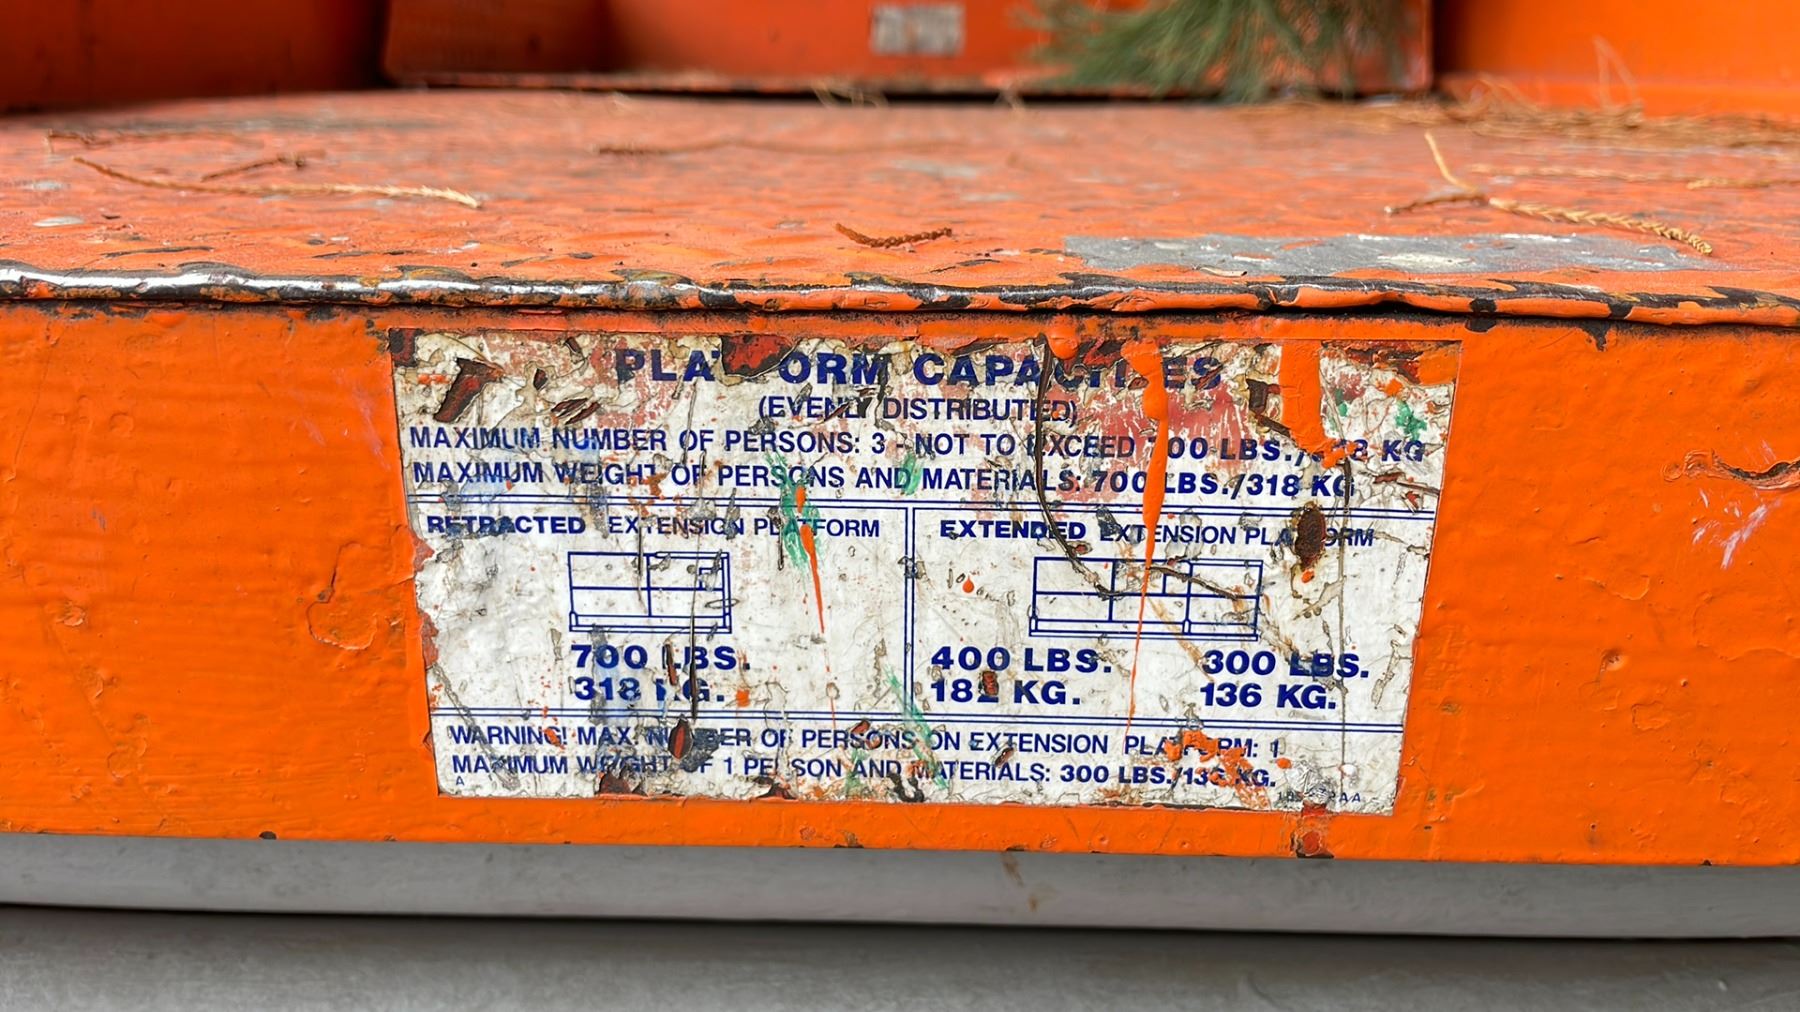 PLATFORM CAPACITIES
(EVENLY DISTRIBUTED)
MAXIMUM NUMBER OF PERSONS: 3 - NOT TO EXCEED 700 LBS./318 KG
MAXIMUM WEIGHT OF PERSONS AND MATERIALS: 700 LBS./318 KG
RETRACTED EXTENSION PLATFORM
EXTENDED EXTENSION PLATFORM
700 LBS.
318 KG.
400 LBS.
182 KG.
300 LBS.
136 KG.
WARNING! MAX. NUMBER OF PERSONS ON EXTENSION PLATFORM: 1
MAXIMUM WEIGHT OF 1 PERSON AND MATERIALS: 300 LBS./136 KG.
A